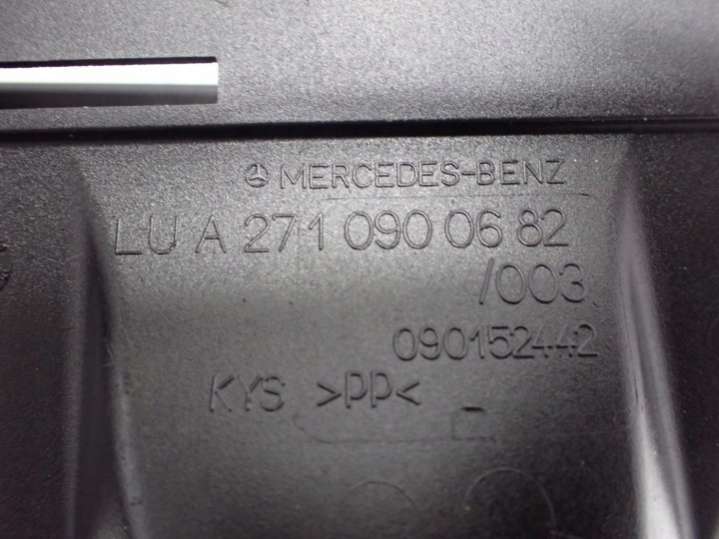 MERCEDES-BENZ
LU A 271 090 06 82
/003
090152442
KYS >PP<